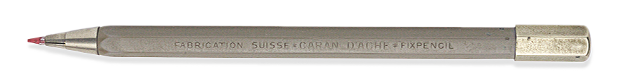 FABRICATION SUISSE ✶ CARAN D'ACHE ✶ FIXPENCIL